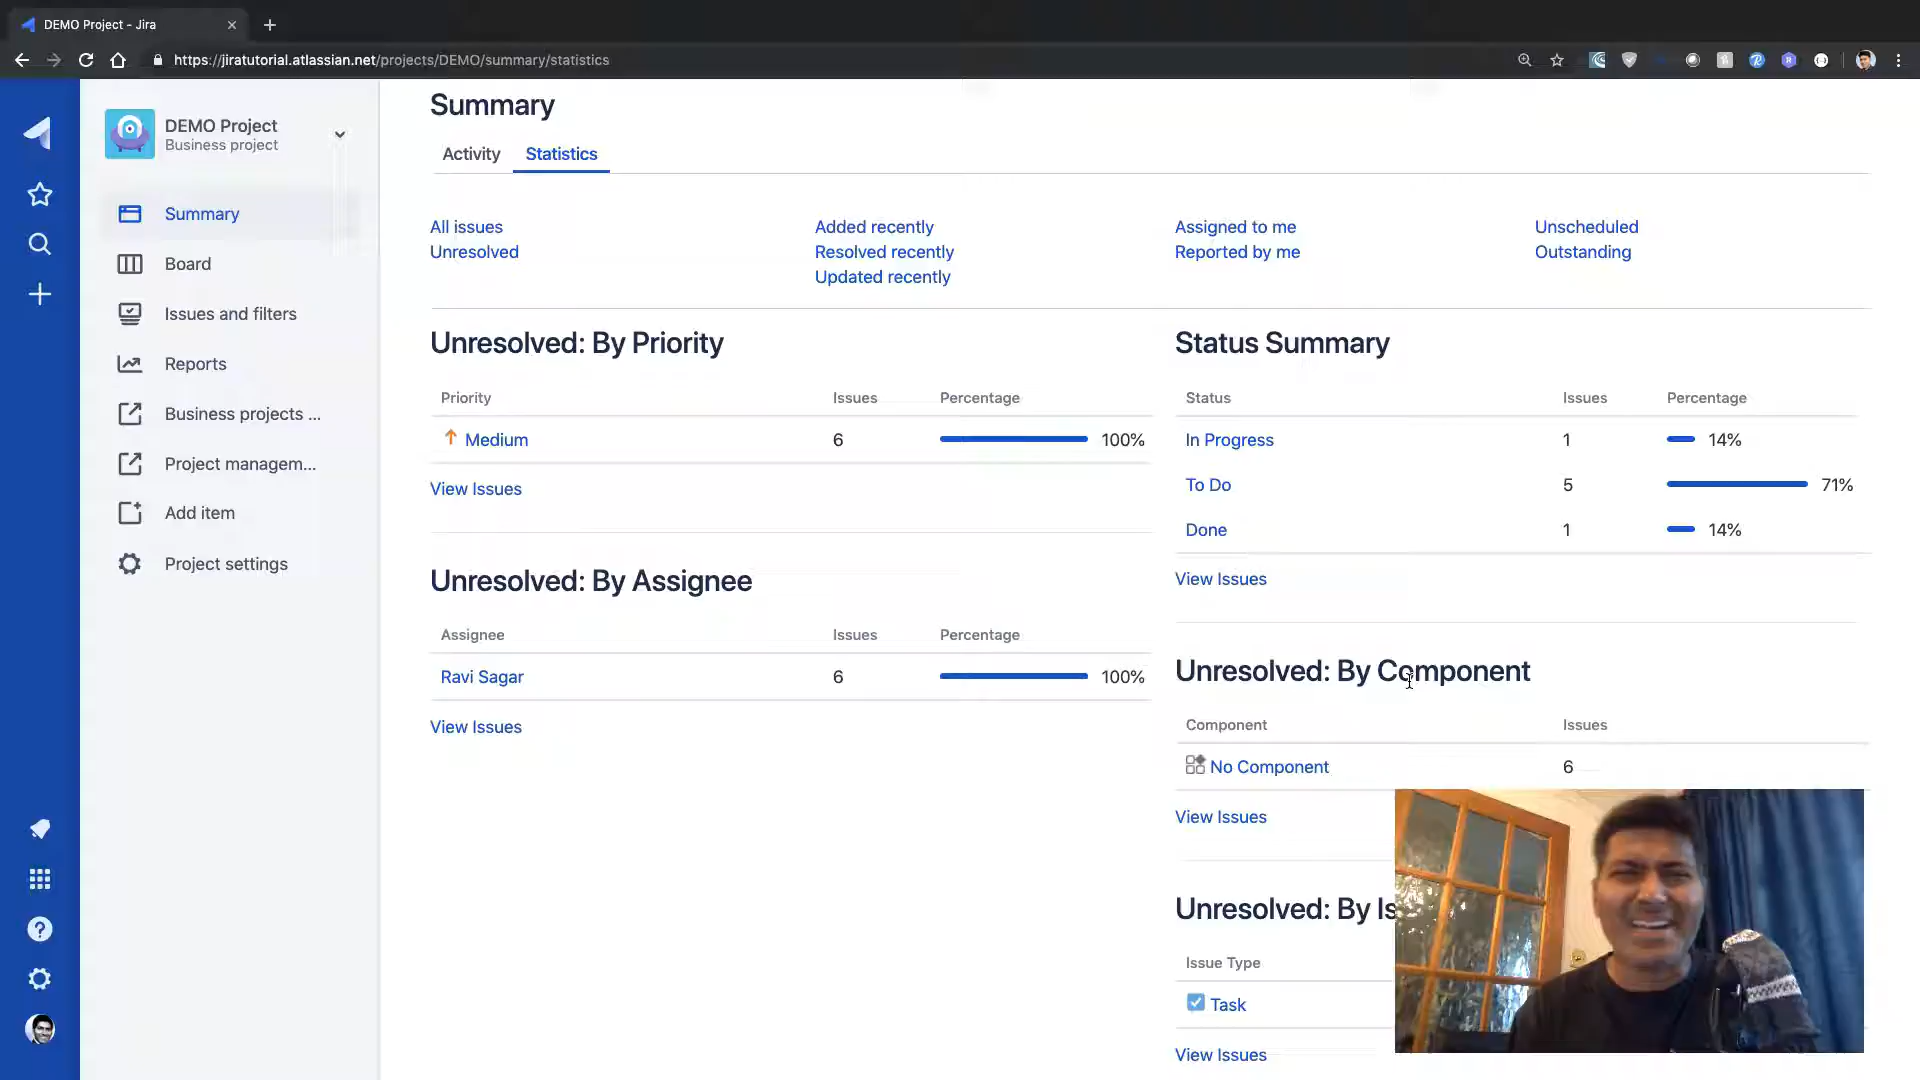 DEMO Project - Jira
https://jiratutorial.atlassian.net/projects/DEMO/summary/statistics
DEMO Project
Business project
Summary
Board
Issues and filters
Reports
Business projects ...
Project managem...
Add item
Project settings
Summary
Activity Statistics
All issues Added recently Assigned to me Unscheduled
Unresolved Resolved recently Reported by me Outstanding
Updated recently
Unresolved: By Priority
Priority Issues Percentage
Medium 6 100%
View Issues
Unresolved: By Assignee
Assignee Issues Percentage
Ravi Sagar 6 100%
View Issues
Status Summary
Status Issues Percentage
In Progress 1 14%
To Do 5 71%
Done 1 14%
View Issues
Unresolved: By Component
Component Issues
No Component 6
View Issues
Unresolved: By Is
Issue Type
Task
View Issues